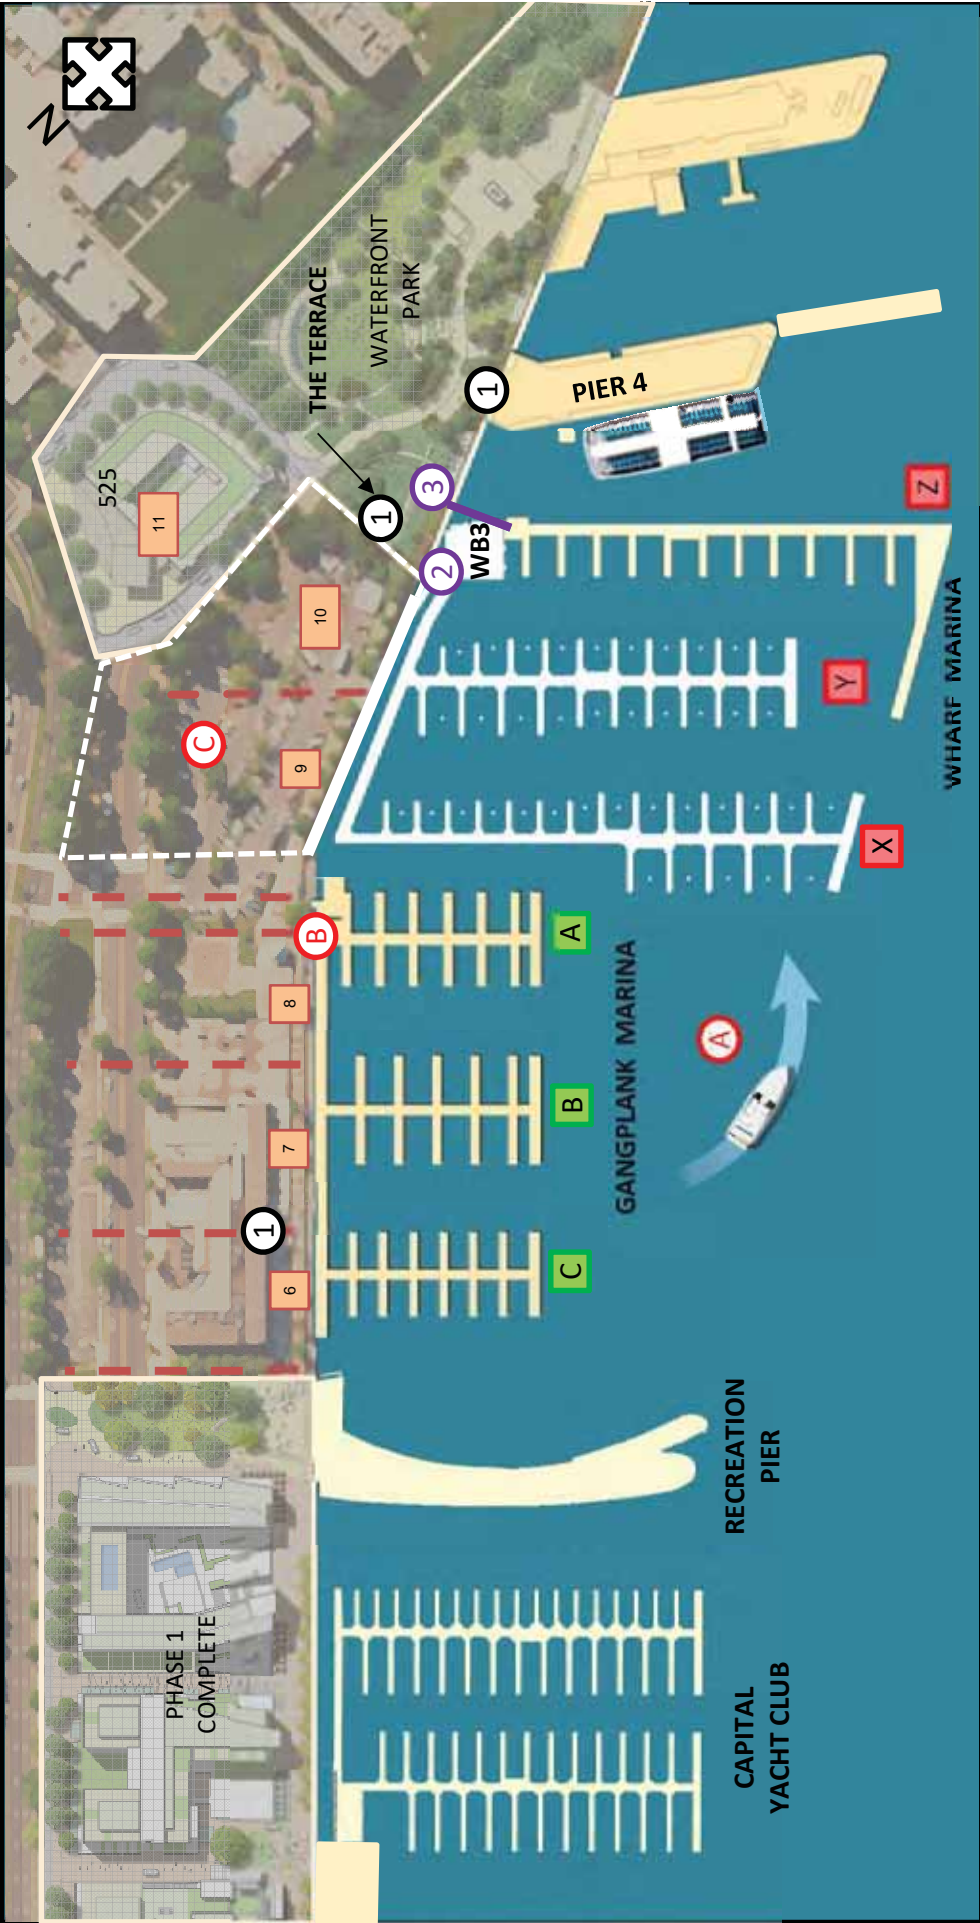 N
525
11
THE TERRACE
WATERFRONT
PARK
1
PIER 4
1
3
2
WB3
Z
10
C
9
Y
WHARF MARINA
X
B
A
8
GANGPLANK MARINA
A
B
7
1
6
C
RECREATION
PIER
PHASE 1
COMPLETE
CAPITAL
YACHT CLUB